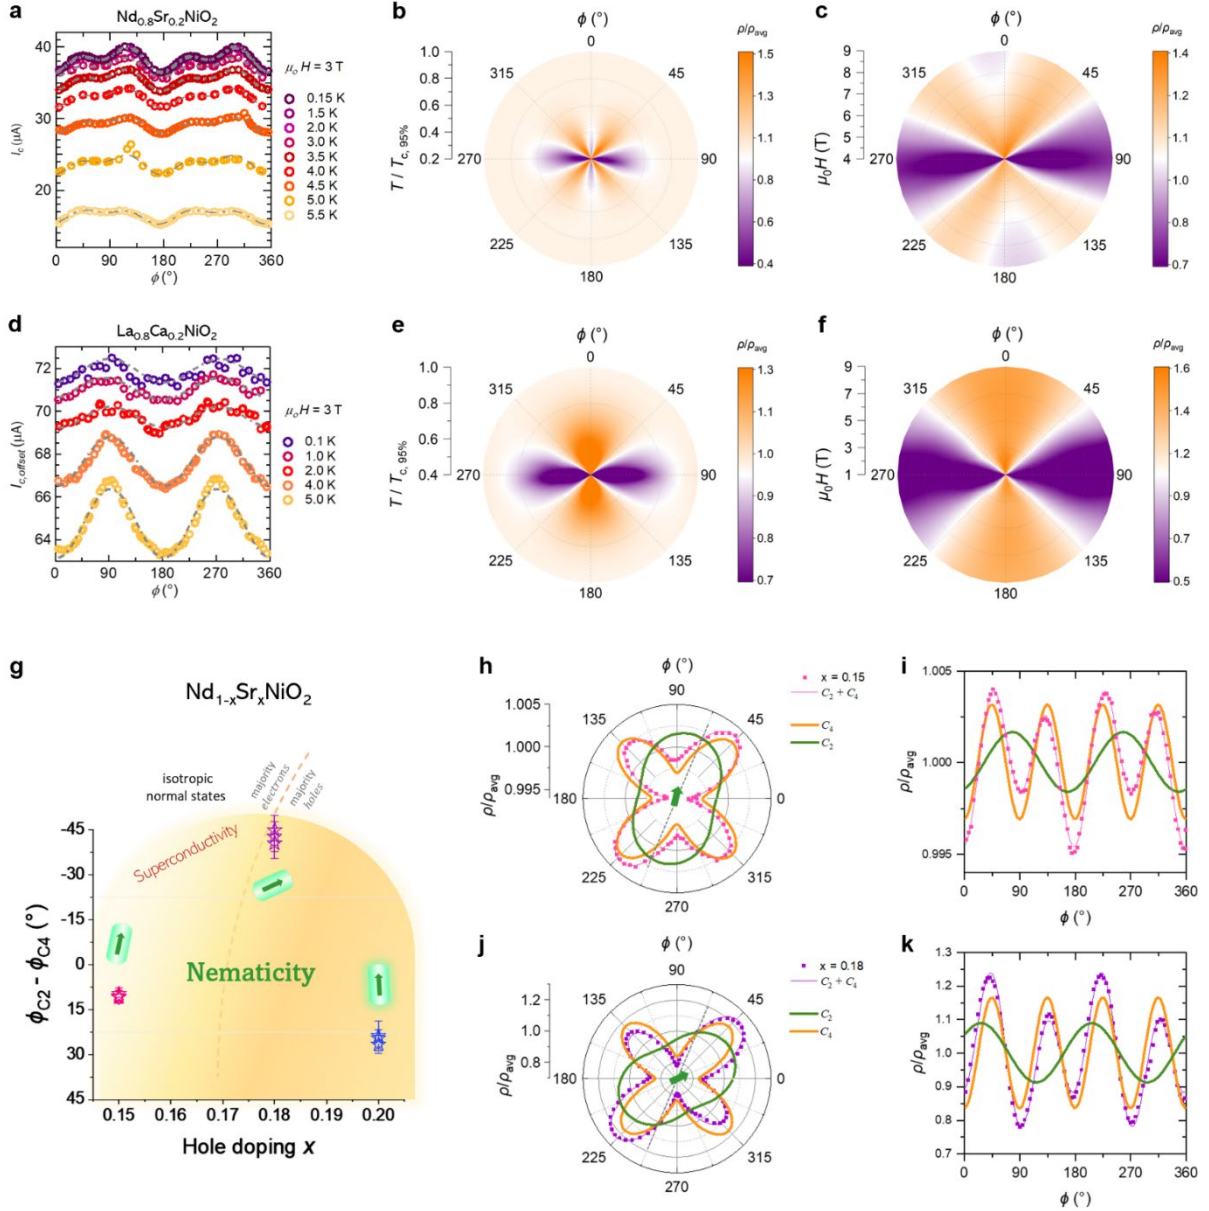 a
Nd0.8Sr0.2NiO2
40
30
20
Ic (μA)
0 90 180 270 360
ϕ (°)
μo H = 3 T
0.15 K
1.5 K
2.0 K
3.0 K
3.5 K
4.0 K
4.5 K
5.0 K
5.5 K
b
ϕ (°)
0
45
90
135
180
225
270
315
1.0
0.8
0.6
0.4
0.2
T / Tc, 95%
ρ/ρavg
1.5
1.3
1.1
0.8
0.6
0.4
c
ϕ (°)
0
45
90
135
180
225
270
315
9
8
7
6
5
4
μ0H (T)
ρ/ρavg
1.4
1.3
1.2
1.0
0.9
0.8
0.7
d
La0.8Ca0.2NiO2
72
70
68
66
64
Ic,offset (μA)
0 90 180 270 360
ϕ (°)
μo H = 3 T
0.1 K
1.0 K
2.0 K
4.0 K
5.0 K
e
ϕ (°)
0
45
90
135
180
225
270
315
1.0
0.8
0.6
0.4
T / Tc, 95%
ρ/ρavg
1.3
1.2
1.1
1.0
0.9
0.8
0.7
f
ϕ (°)
0
45
90
135
180
225
270
315
9
7
5
3
1
μ0H (T)
ρ/ρavg
1.6
1.4
1.2
1.0
0.8
0.6
0.5
g
Nd1-xSrxNiO2
isotropic
normal states
majority
electrons
majority
holes
Superconductivity
Nematicity
-45
-30
-15
0
15
30
45
ϕC2 - ϕC4 (°)
0.15 0.16 0.17 0.18 0.19 0.20
Hole doping x
h
ϕ (°)
90
45
0
315
270
225
180
135
1.005
1.000
0.995
ρ/ρavg
x = 0.15
C2 + C4
C4
C2
i
1.005
1.000
0.995
ρ/ρavg
0 90 180 270 360
ϕ (°)
j
ϕ (°)
90
45
0
315
270
225
180
135
1.2
1.0
0.8
ρ/ρavg
x = 0.18
C2 + C4
C2
C4
k
1.3
1.2
1.1
1.0
0.9
0.8
0.7
ρ/ρavg
0 90 180 270 360
ϕ (°)